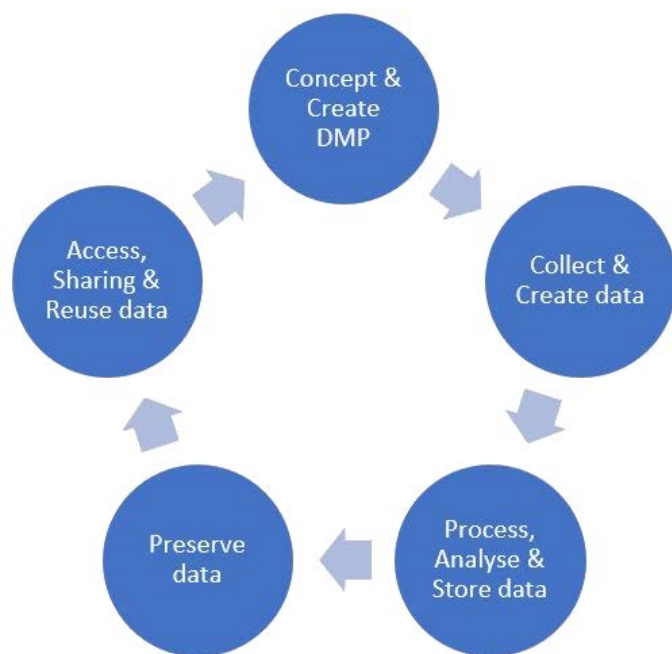 Concept &
Create
DMP
Collect &
Create data
Process,
Analyse &
Store data
Preserve
data
Access,
Sharing &
Reuse data